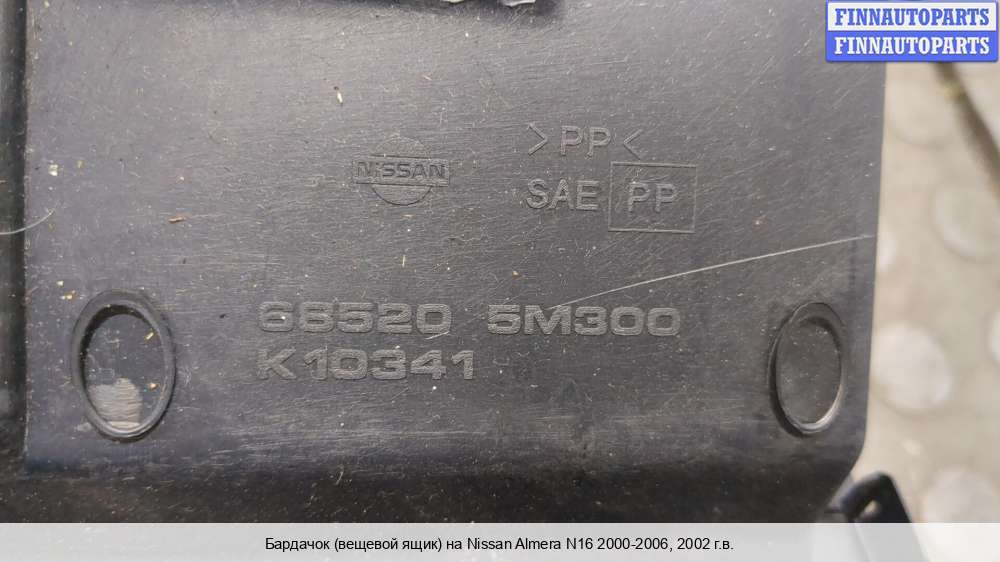 FINNAUTOPARTS
FINNAUTOPARTS
NISSAN
>PP<
SAE PP
68520 5M300
K10341
Бардачок (вещевой ящик) на Nissan Almera N16 2000-2006, 2002 г.в.